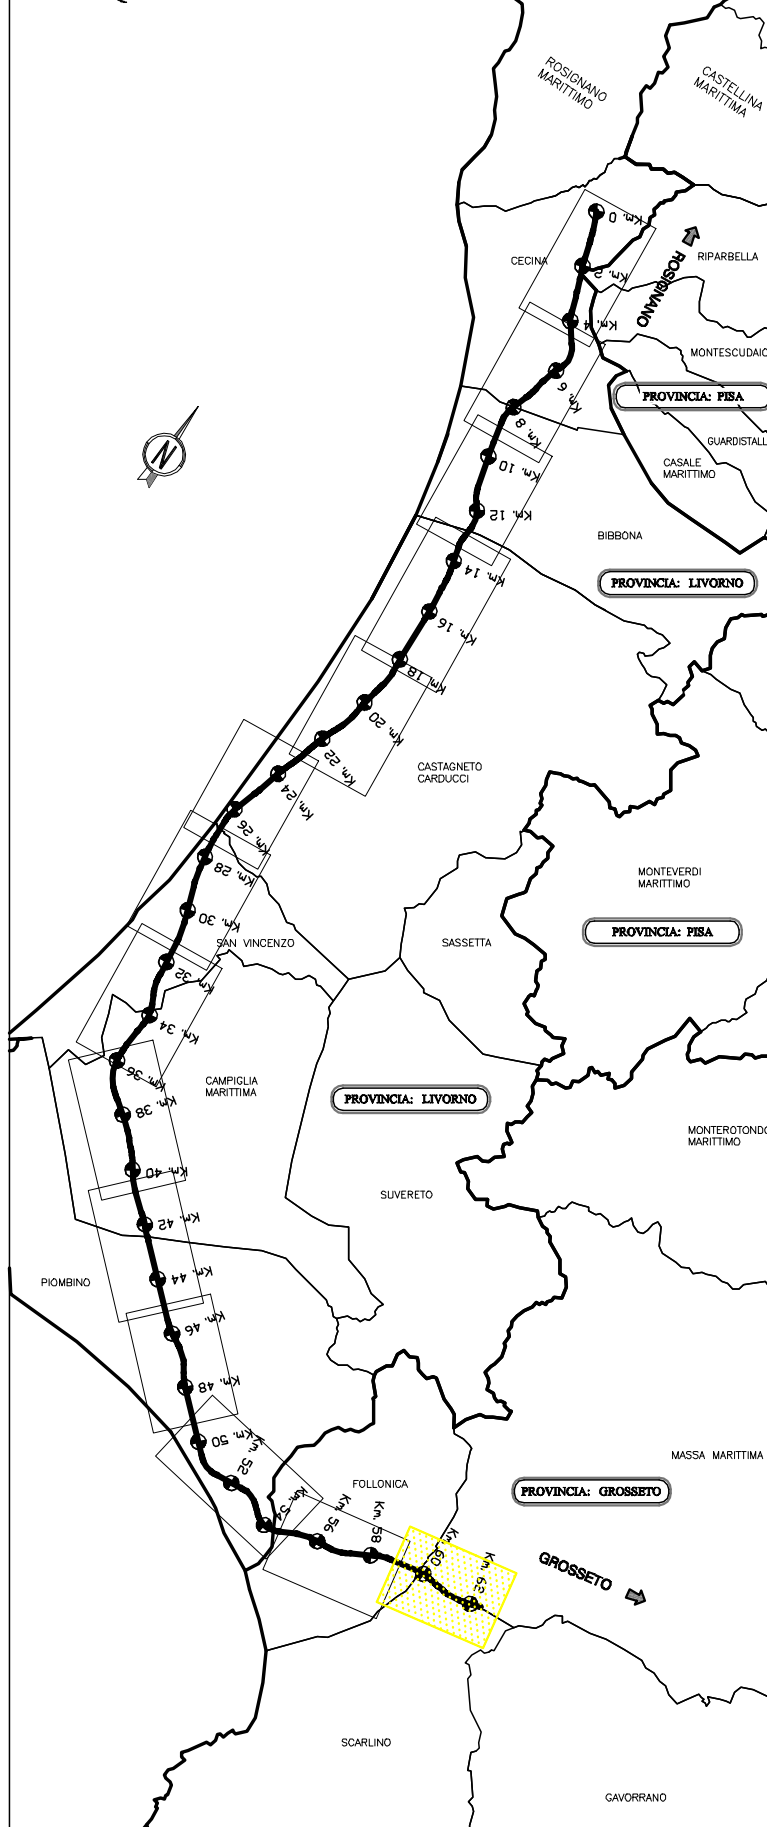 ROSIGNANO
MARITTIMO
CASTELLINA
MARITTIMA
Km. 0
CECINA
Km. 2
ROSIGNANO
RIPARBELLA
Km. 4
MONTESCUDAIO
Km. 6
PROVINCIA: PISA
Km. 8
GUARDISTALL
CASALE
MARITTIMO
Km. 10
N
Km. 12
BIBBONA
Km. 14
PROVINCIA: LIVORNO
Km. 16
Km. 18
Km. 20
Km. 22
CASTAGNETO
CARDUCCI
Km. 24
Km. 26
Km. 28
MONTEVERDI
MARITTIMO
Km. 30
PROVINCIA: PISA
SAN VINCENZO
SASSETTA
Km. 32
Km. 34
Km. 36
CAMPIGLIA
MARITTIMA
PROVINCIA: LIVORNO
Km. 38
MONTEROTONDO
MARITTIMO
Km. 40
SUVERETO
Km. 42
Km. 44
PIOMBINO
Km. 46
Km. 48
Km. 50
MASSA MARITTIMA
Km. 52
FOLLONICA
PROVINCIA: GROSSETO
Km. 54
Km. 56
Km. 58
Km. 60
Km. 62
GROSSETO
SCARLINO
GAVORRANO